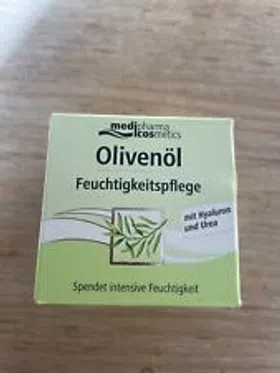 medipharma
cosmetics
Olivenöl
Feuchtigkeitspflege
mit Hyaluron
und Urea
Spendet intensive Feuchtigkeit